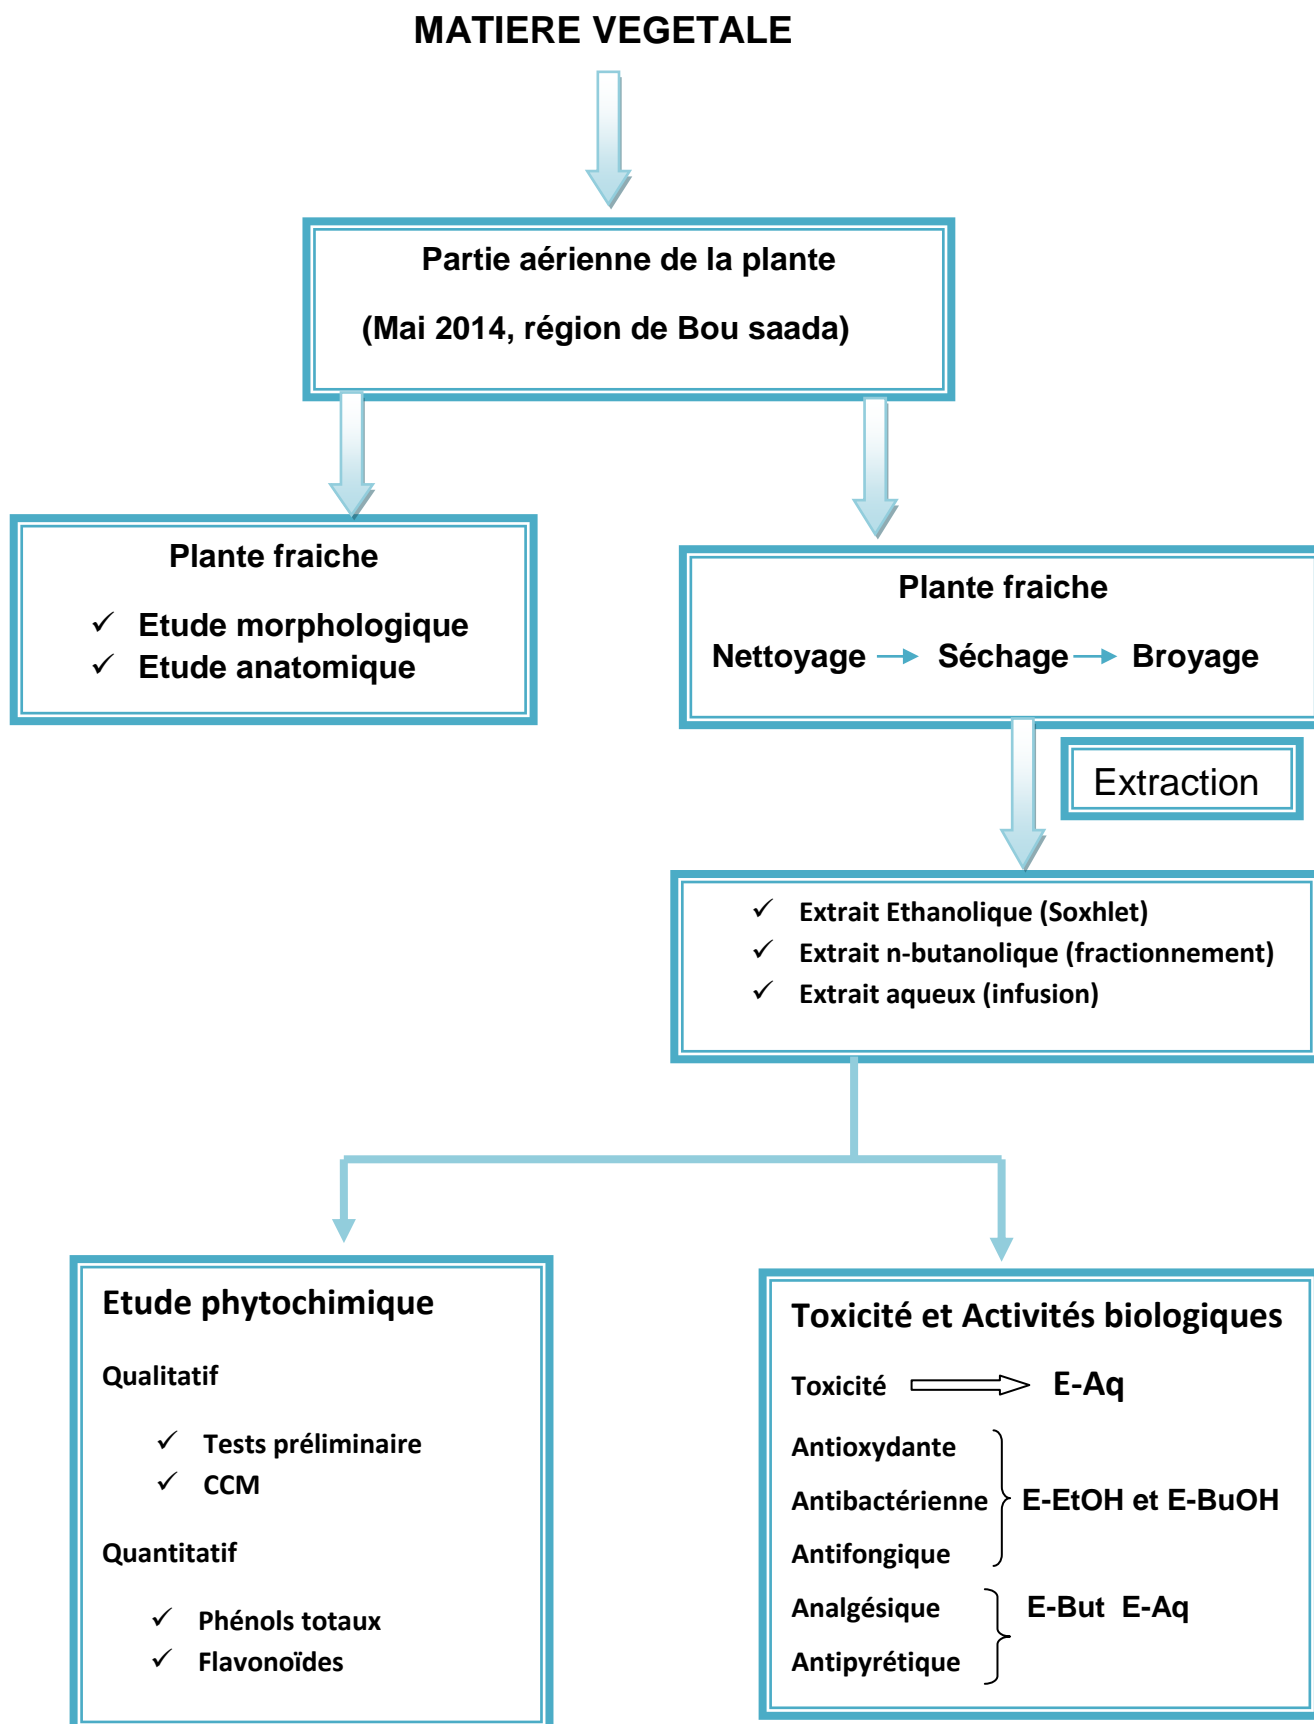 MATIERE VEGETALE
Partie aérienne de la plante
(Mai 2014, région de Bou saada)
Plante fraiche
✓ Etude morphologique
✓ Etude anatomique
Plante fraiche
Nettoyage → Séchage → Broyage
Extraction
✓ Extrait Ethanolique (Soxhlet)
✓ Extrait n-butanolique (fractionnement)
✓ Extrait aqueux (infusion)
Etude phytochimique
Qualitatif
✓ Tests préliminaire
✓ CCM
Quantitatif
✓ Phénols totaux
✓ Flavonoïdes
Toxicité et Activités biologiques
Toxicité ⇒ E-Aq
Antioxydante
Antibactérienne E-EtOH et E-BuOH
Antifongique
Analgésique E-But E-Aq
Antipyrétique